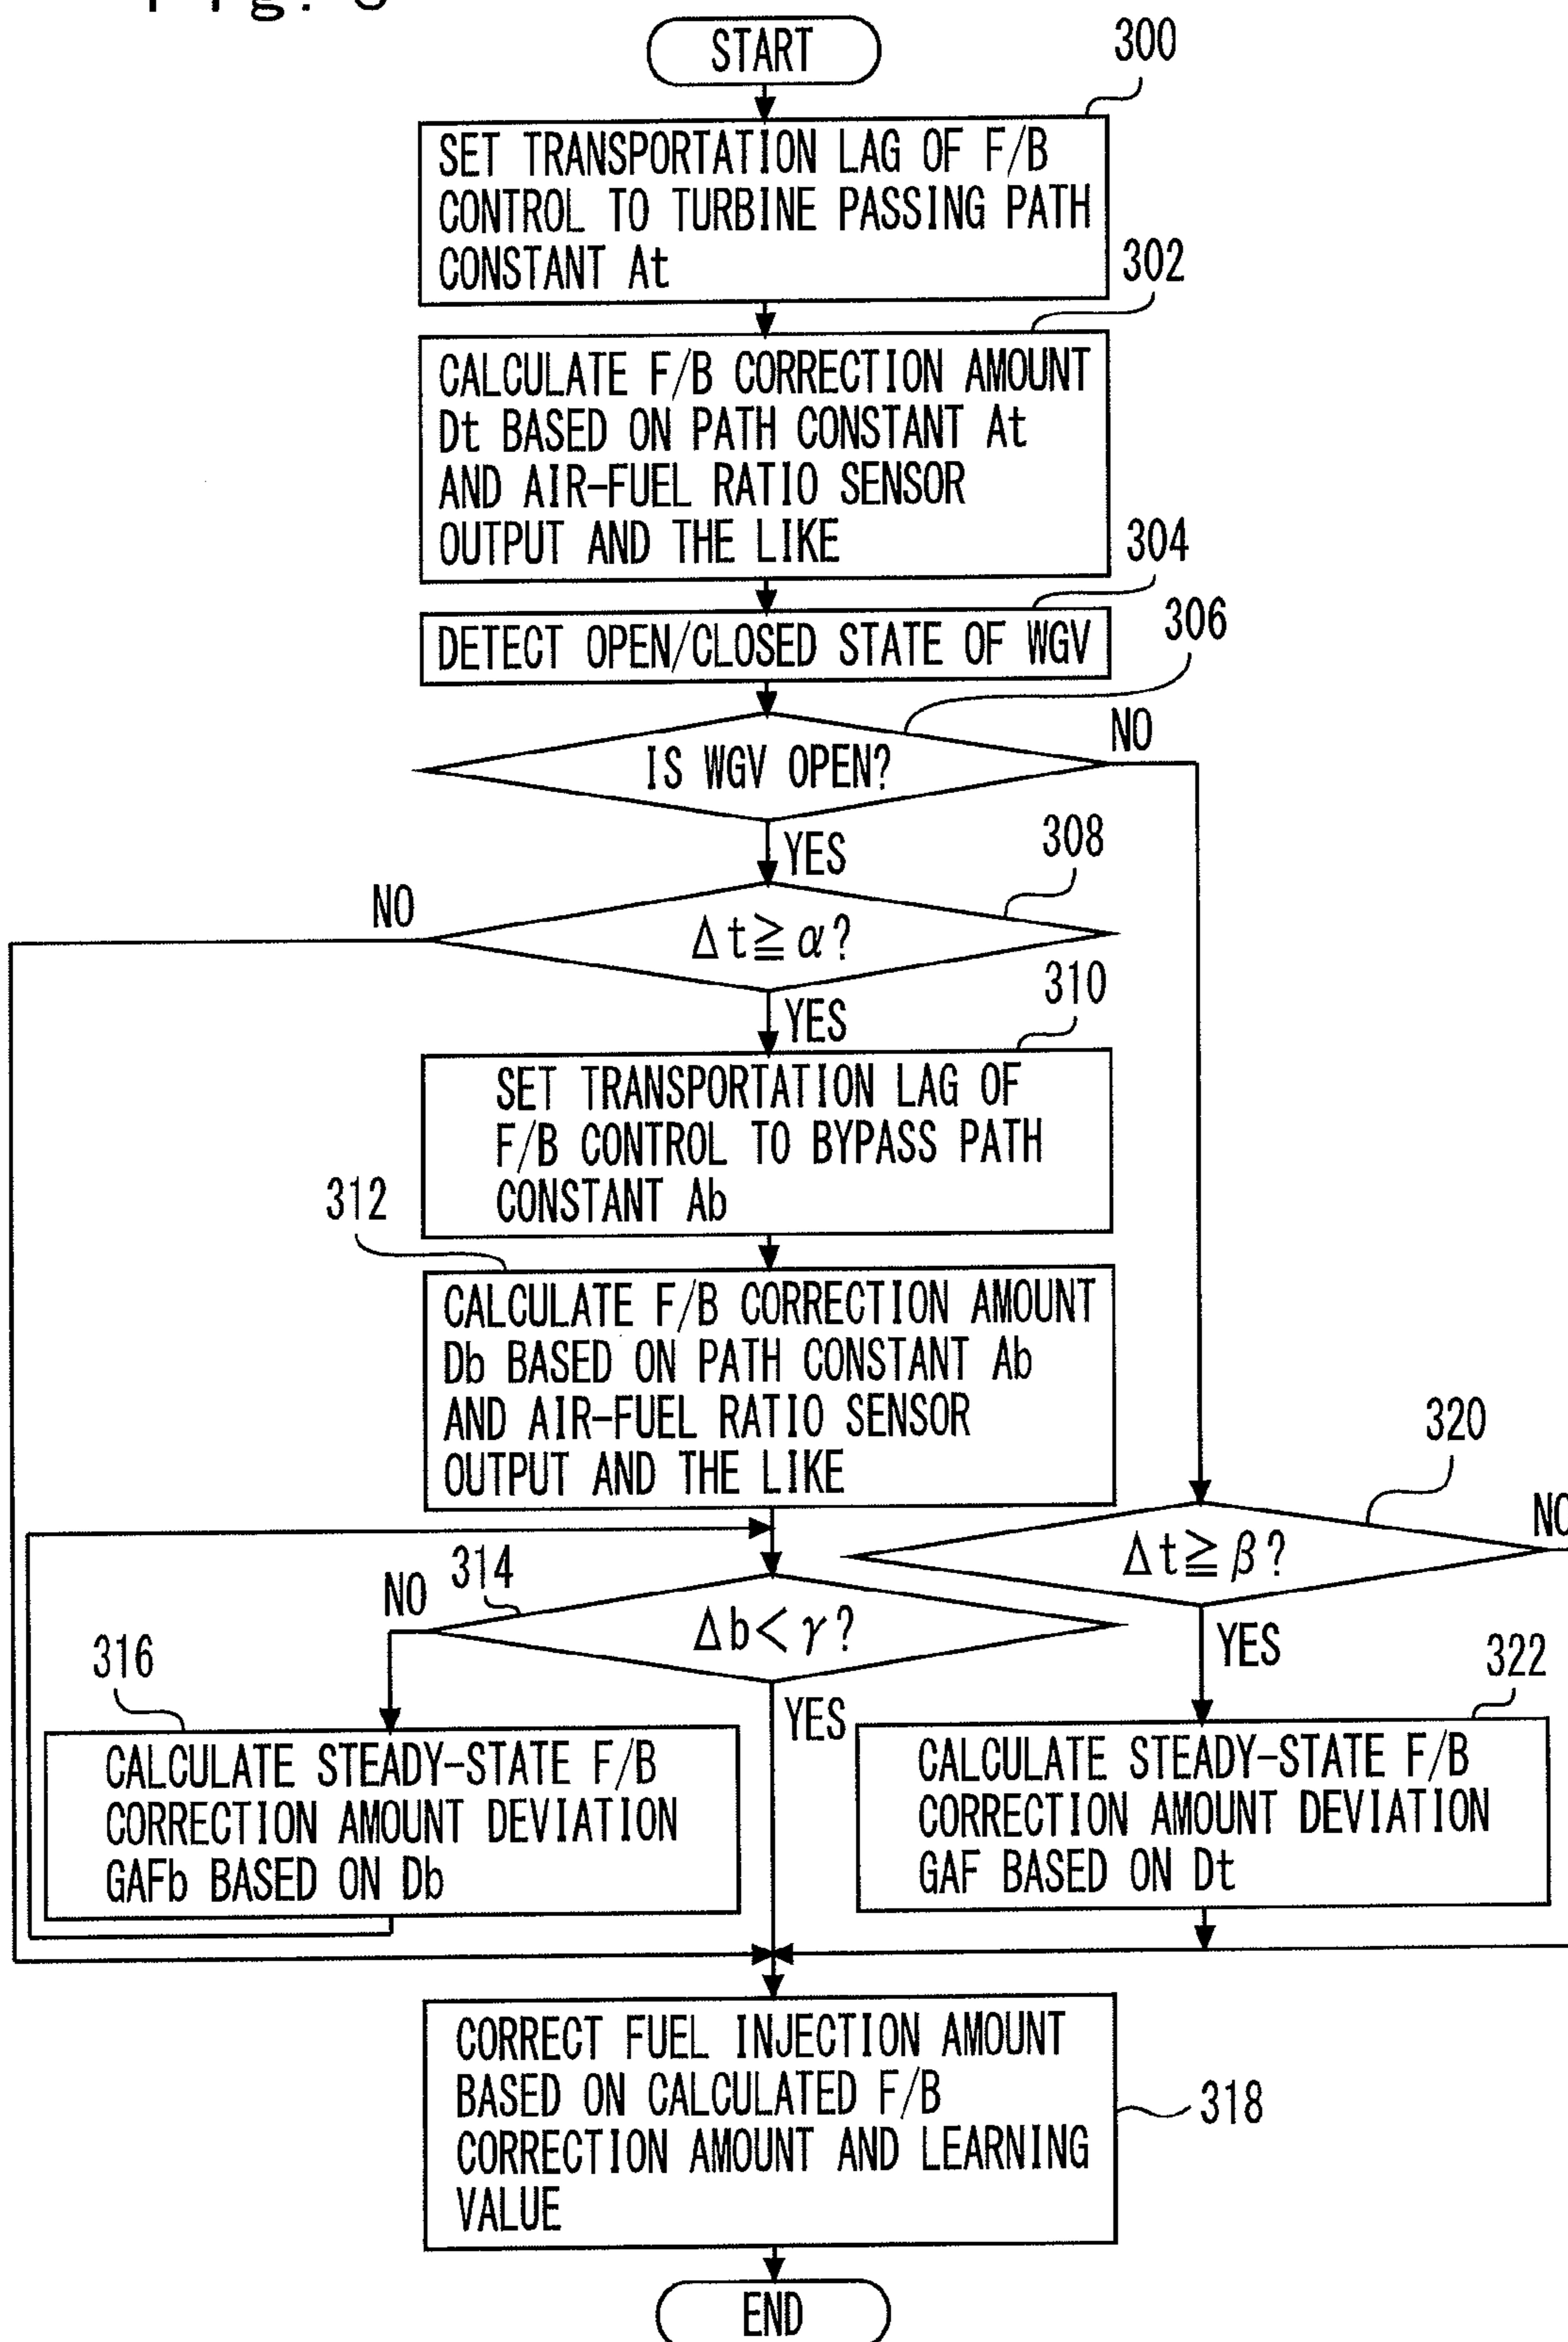 START
300
SET TRANSPORTATION LAG OF F/B
CONTROL TO TURBINE PASSING PATH
CONSTANT At
302
CALCULATE F/B CORRECTION AMOUNT
Dt BASED ON PATH CONSTANT At
AND AIR-FUEL RATIO SENSOR
OUTPUT AND THE LIKE
304
DETECT OPEN/CLOSED STATE OF WGV
306
IS WGV OPEN?
NO
YES
308
NO
Δt≧α?
YES
310
SET TRANSPORTATION LAG OF
F/B CONTROL TO BYPASS PATH
CONSTANT Ab
312
CALCULATE F/B CORRECTION AMOUNT
Db BASED ON PATH CONSTANT Ab
AND AIR-FUEL RATIO SENSOR
OUTPUT AND THE LIKE
320
Δt≧β?
NO
YES
314
NO
Δb<γ?
YES
316
CALCULATE STEADY-STATE F/B
CORRECTION AMOUNT DEVIATION
GAFb BASED ON Db
322
CALCULATE STEADY-STATE F/B
CORRECTION AMOUNT DEVIATION
GAF BASED ON Dt
CORRECT FUEL INJECTION AMOUNT
BASED ON CALCULATED F/B
CORRECTION AMOUNT AND LEARNING
VALUE
318
END